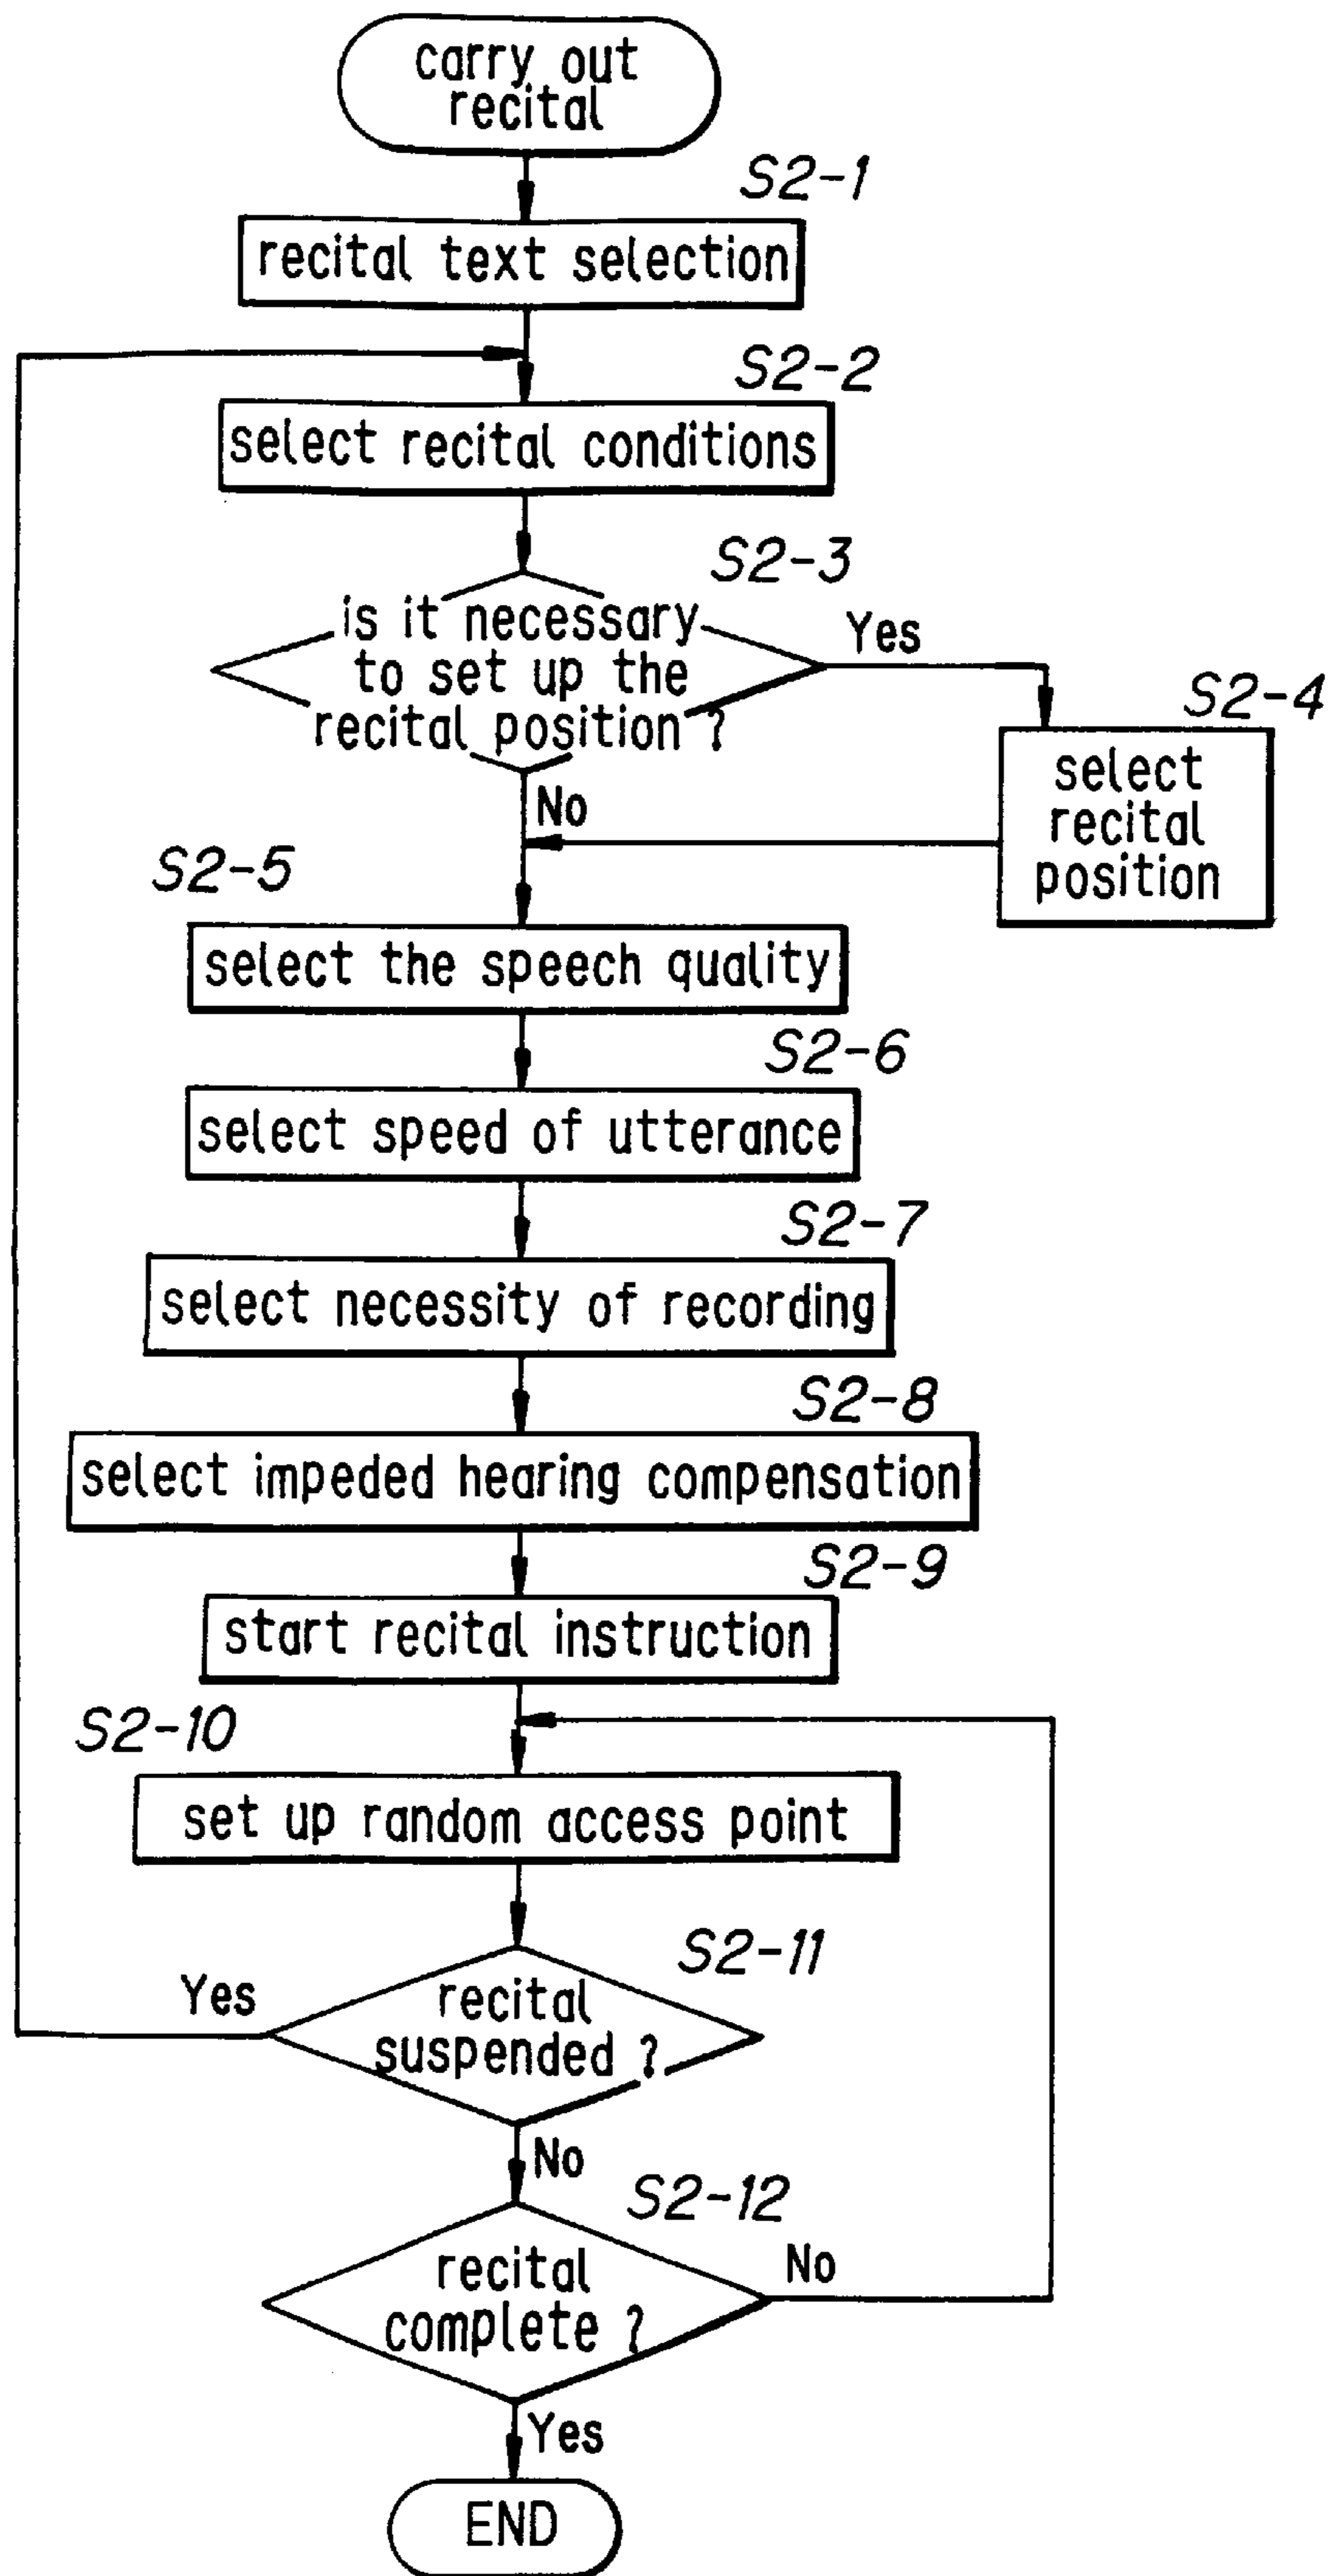 carry out
recital
S2-1
recital text selection
S2-2
select recital conditions
S2-3
is it necessary
to set up the
recital position ?
Yes
No
S2-4
select
recital
position
S2-5
select the speech quality
S2-6
select speed of utterance
S2-7
select necessity of recording
S2-8
select impeded hearing compensation
S2-9
start recital instruction
S2-10
set up random access point
S2-11
recital
suspended ?
Yes
No
S2-12
recital
complete ?
No
Yes
END